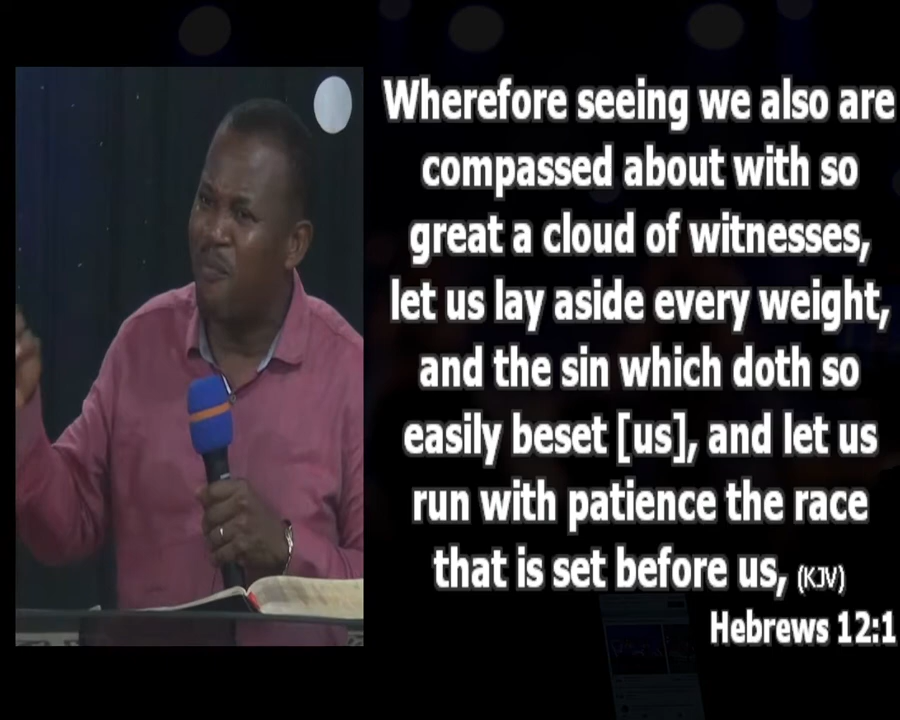 Wherefore seeing we also are
compassed about with so
great a cloud of witnesses,
let us lay aside every weight,
and the sin which doth so
easily beset [us], and let us
run with patience the race
that is set before us, (KJV)
Hebrews 12:1